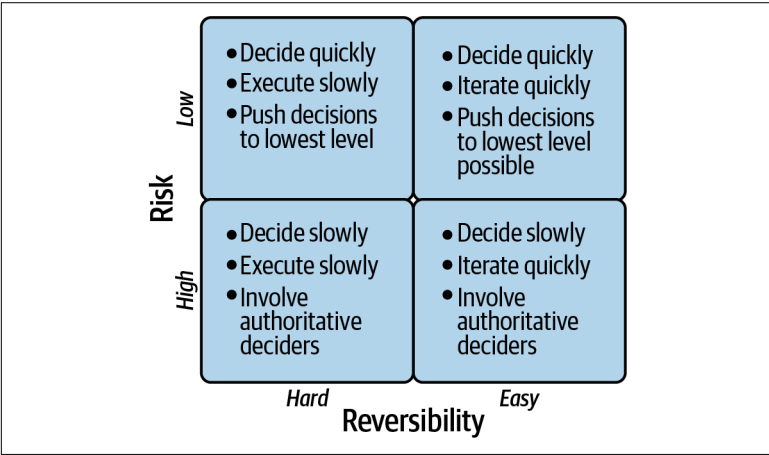 • Decide quickly
• Execute slowly
• Push decisions
to lowest level
• Decide quickly
• Iterate quickly
• Push decisions
to lowest level
possible
Low
Risk
High
• Decide slowly
• Execute slowly
• Involve
authoritative
deciders
• Decide slowly
• Iterate quickly
• Involve
authoritative
deciders
Hard
Easy
Reversibility